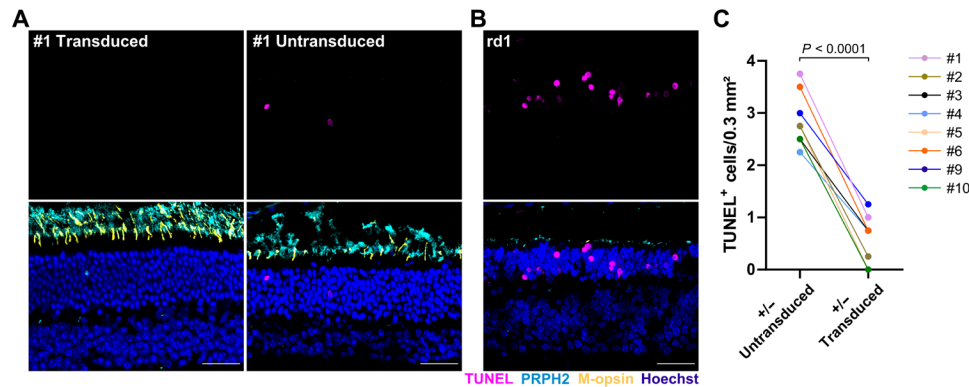 A
#1 Transduced
#1 Untransduced
B
rd1
TUNEL PRPH2 M-opsin Hoechst
C
P < 0.0001
TUNEL⁺ cells/0.3 mm²
4
3
2
1
0
+/–
Untransduced
+/–
Transduced
#1
#2
#3
#4
#5
#6
#9
#10